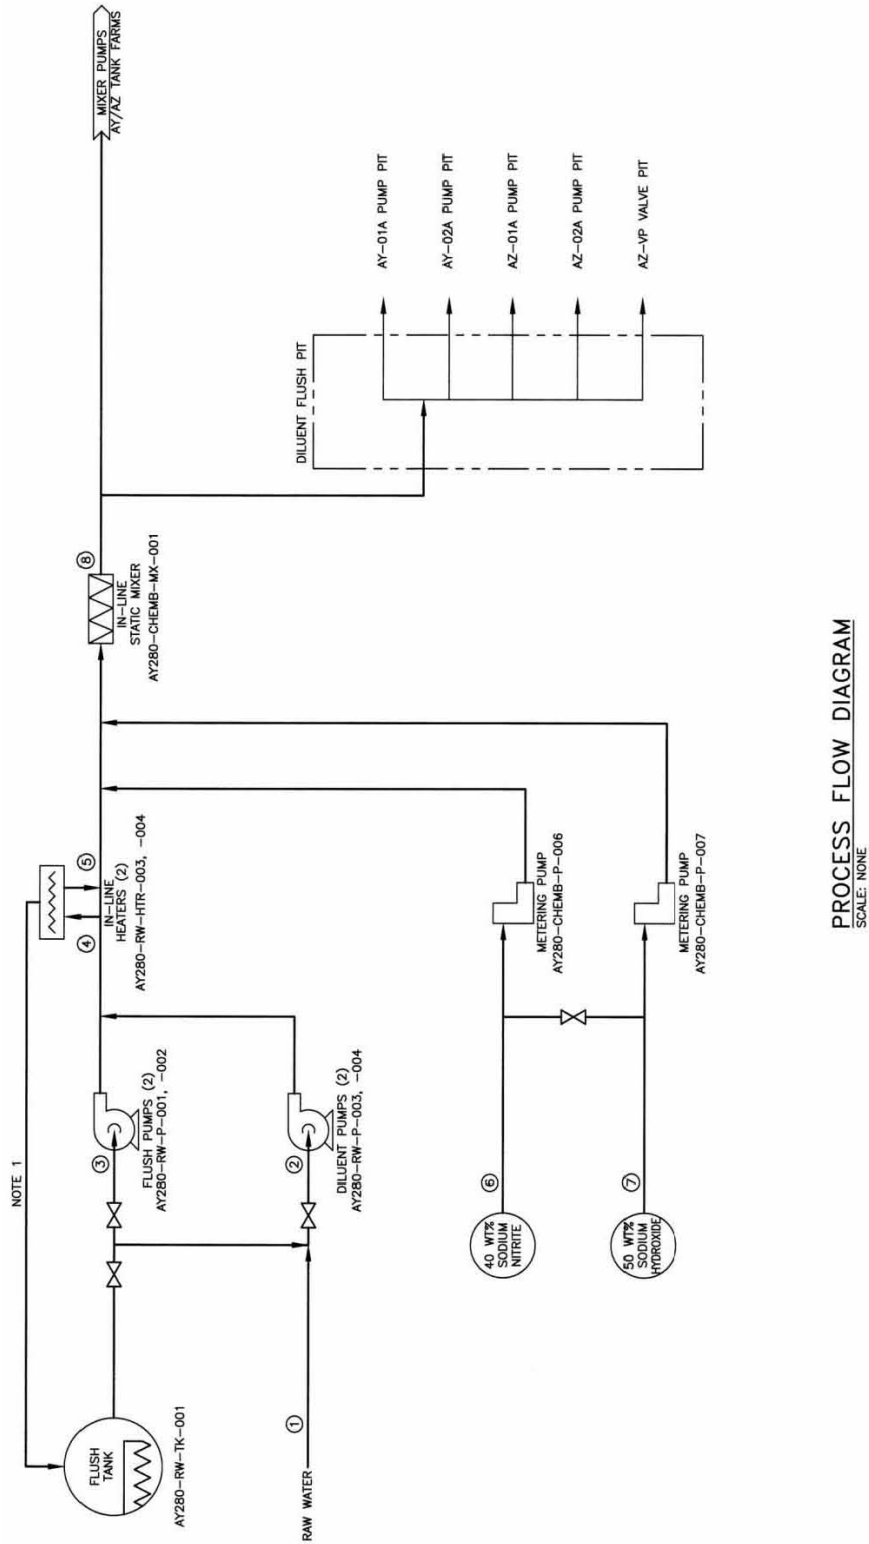 NOTE 1
FLUSH
TANK
AY280-RW-TK-001
RAW WATER
1
3
FLUSH PUMPS (2)
AY280-RW-P-001, -002
2
DILUENT PUMPS (2)
AY280-RW-P-003, -004
4
5
IN-LINE
HEATERS (2)
AY280-RW-HTR-003, -004
8
IN-LINE
STATIC MIXER
AY280-CHEMB-MX-001
MIXER PUMPS
AY/AZ TANK FARMS
DILUENT FLUSH PIT
AY-01A PUMP PIT
AY-02A PUMP PIT
AZ-01A PUMP PIT
AZ-02A PUMP PIT
AZ-VP VALVE PIT
40 WT%
SODIUM
NITRITE
6
METERING PUMP
AY280-CHEMB-P-006
50 WT%
SODIUM
HYDROXIDE
7
METERING PUMP
AY280-CHEMB-P-007
PROCESS FLOW DIAGRAM
SCALE: NONE